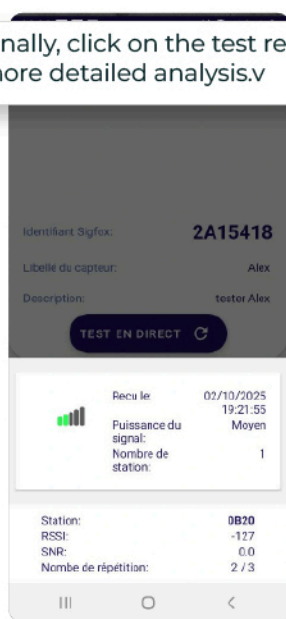 nally, click on the test re
nore detailed analysis.v
Identifiant Sigfox: 2A15418
Libelle du capteur: Alex
Description: tester Alex
TEST EN DIRECT
Recu le: 02/10/2025
19:21:55
Puissance du Moyen
signal:
Nombre de 1
station:
Station: 0B20
RSSI: -127
SNR: 0.0
Nombe de répétition: 2 / 3